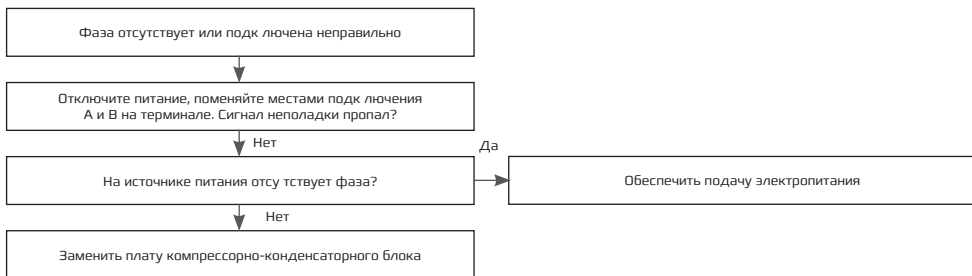 Фаза отсутствует или подк лючена неправильно
Отключите питание, поменяйте местами подк лючения
А и В на терминале. Сигнал неполадки пропал?
Нет
Да
На источнике питания отсу тствует фаза?
Обеспечить подачу электропитания
Нет
Заменить плату компрессорно-конденсаторного блока